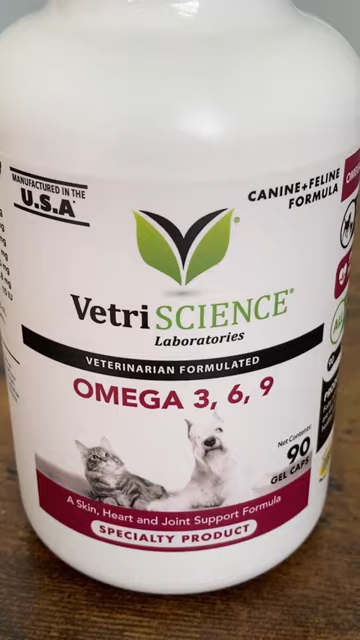 MANUFACTURED IN THE
U.S.A*
CANINE+FELINE
FORMULA
VetriSCIENCE®
Laboratories
VETERINARIAN FORMULATED
OMEGA 3, 6, 9
Net Contents:
90
GEL CAPS
A Skin, Heart and Joint Support Formula
SPECIALTY PRODUCT